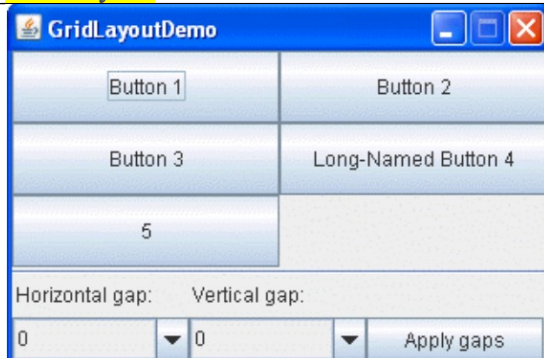 GridLayoutDemo
Button 1 Button 2
Button 3 Long-Named Button 4
5
Horizontal gap: Vertical gap:
0 0 Apply gaps